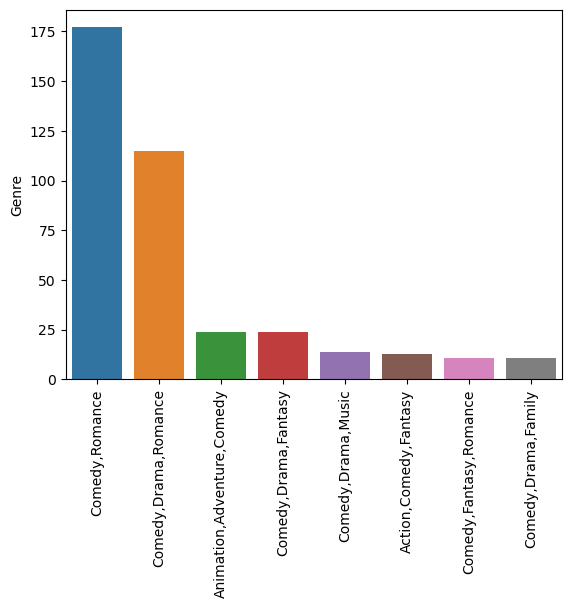 175
150
125
100
75
50
25
0
Genre
Comedy,Romance
Comedy,Drama,Romance
Animation,Adventure,Comedy
Comedy,Drama,Fantasy
Comedy,Drama,Music
Action,Comedy,Fantasy
Comedy,Fantasy,Romance
Comedy,Drama,Family